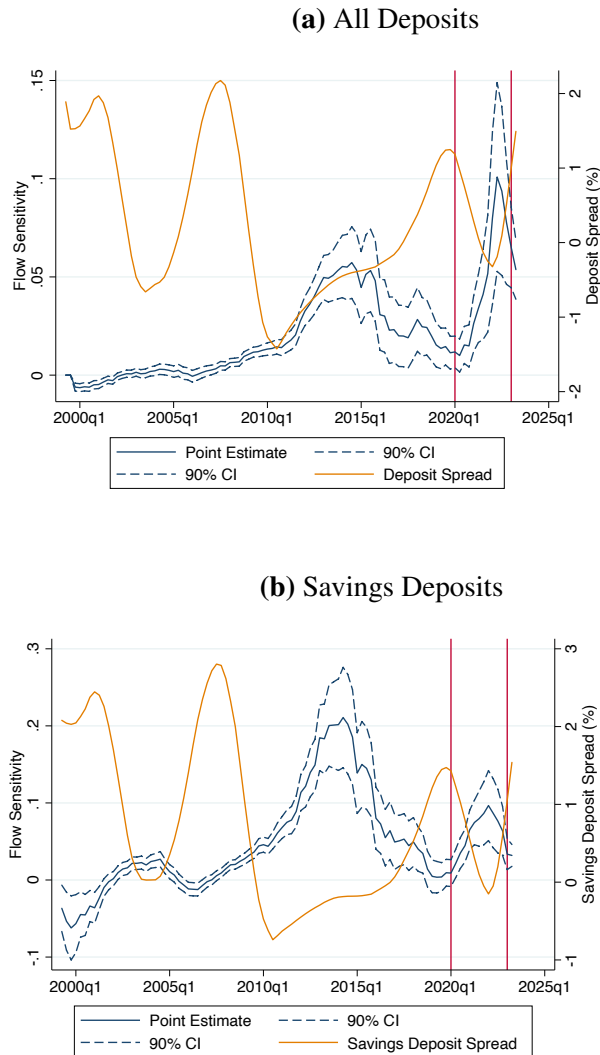 (a) All Deposits
.15
.1
.05
0
Flow Sensitivity
2
1
0
-1
-2
Deposit Spread (%)
2000q1 2005q1 2010q1 2015q1 2020q1 2025q1
Point Estimate 90% CI
90% CI Deposit Spread
(b) Savings Deposits
.3
.2
.1
0
-.1
Flow Sensitivity
3
2
1
0
-1
Savings Deposit Spread (%)
2000q1 2005q1 2010q1 2015q1 2020q1 2025q1
Point Estimate 90% CI
90% CI Savings Deposit Spread